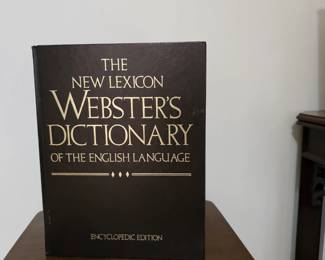 THE
NEW LEXICON
WEBSTER'S
DICTIONARY
OF THE ENGLISH LANGUAGE
ENCYCLOPEDIC EDITION